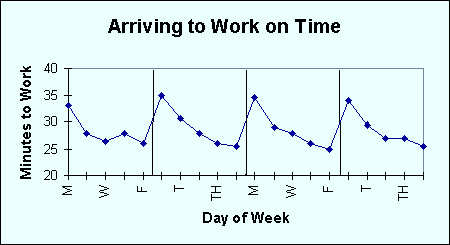 Arriving to Work on Time
Minutes to Work
40
35
30
25
20
M
W
F
T
TH
M
W
F
T
TH
Day of Week